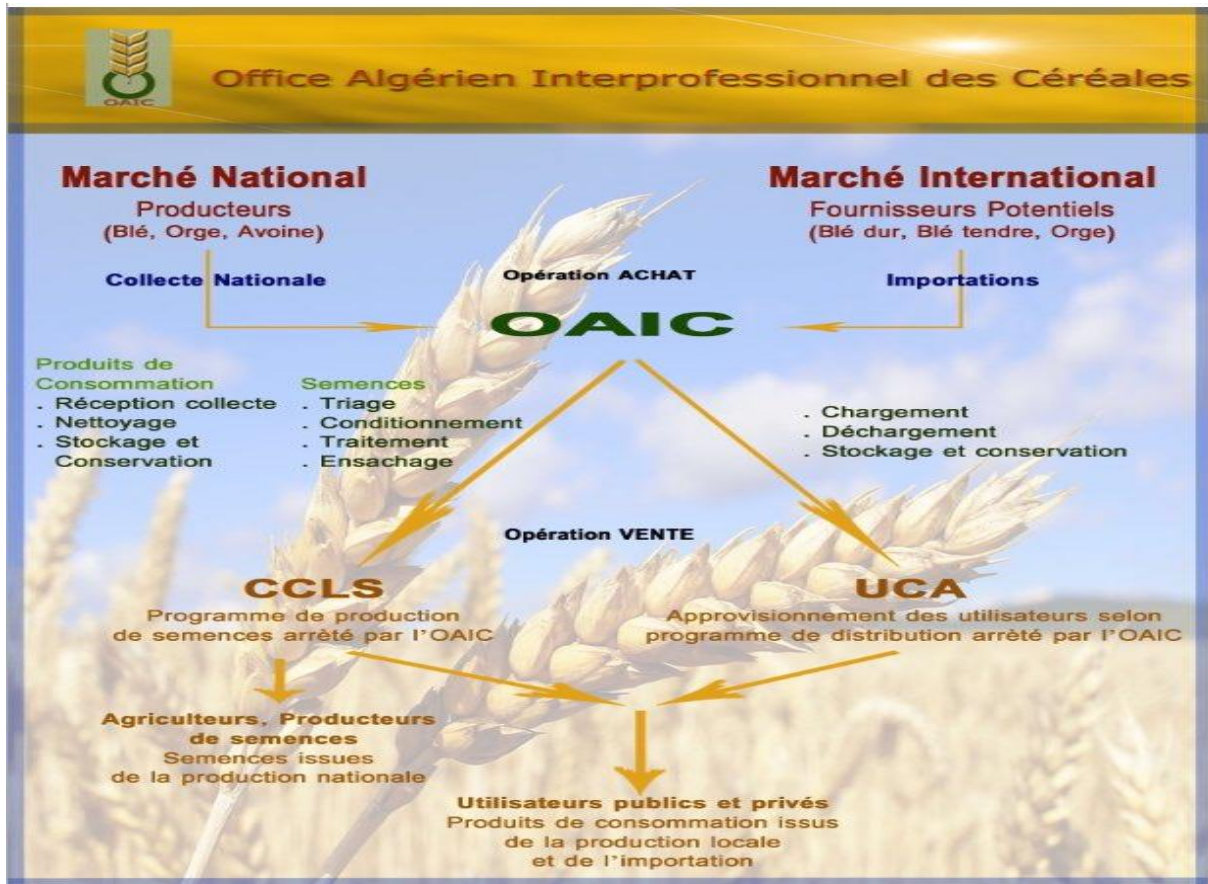 OAIC
Office Algérien Interprofessionnel des Céréales
Marché National
Producteurs
(Blé, Orge, Avoine)
Marché International
Fournisseurs Potentiels
(Blé dur, Blé tendre, Orge)
Collecte Nationale
Opération ACHAT
Importations
OAIC
Produits de
Consommation
. Réception collecte
. Nettoyage
. Stockage et
Conservation
Semences
. Triage
. Conditionnement
. Traitement
. Ensachage
. Chargement
. Déchargement
. Stockage et conservation
Opération VENTE
CCLS
Programme de production
de semences arrèté par l'OAIC
UCA
Approvisionnement des utilisateurs selon
programme de distribution arrèté par l'OAIC
Agriculteurs, Producteurs
de semences
Semences issues
de la production nationale
Utilisateurs publics et privés
Produits de consommation issus
de la production locale
et de l'importation